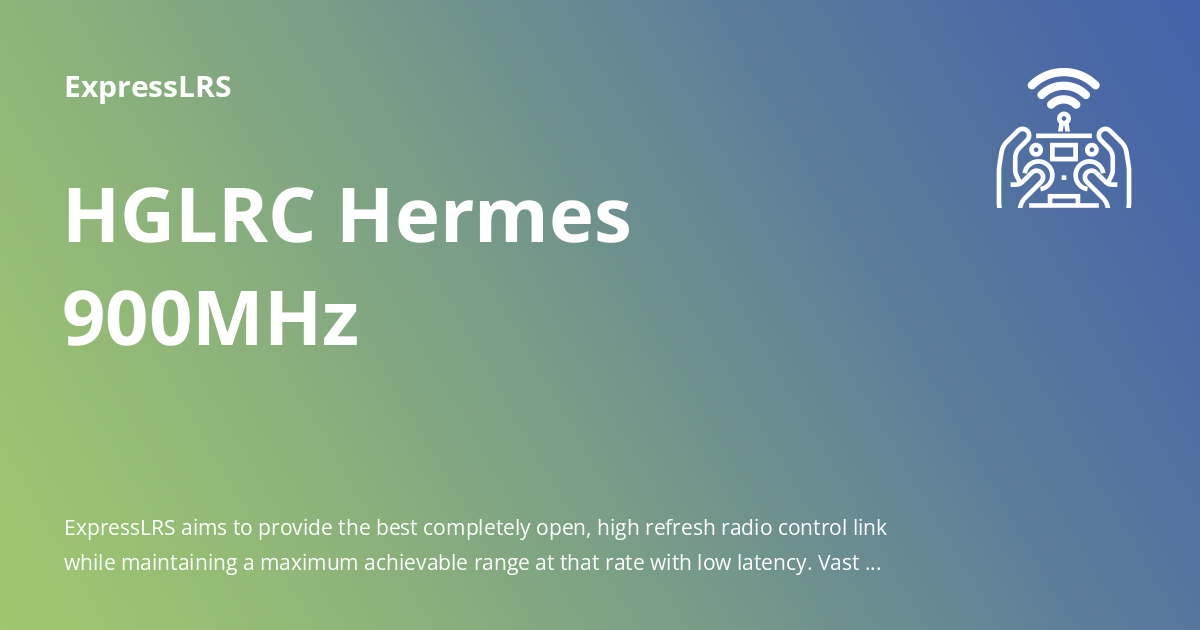 ExpressLRS
HGLRC Hermes
900MHz
ExpressLRS aims to provide the best completely open, high refresh radio control link
while maintaining a maximum achievable range at that rate with low latency. Vast ...